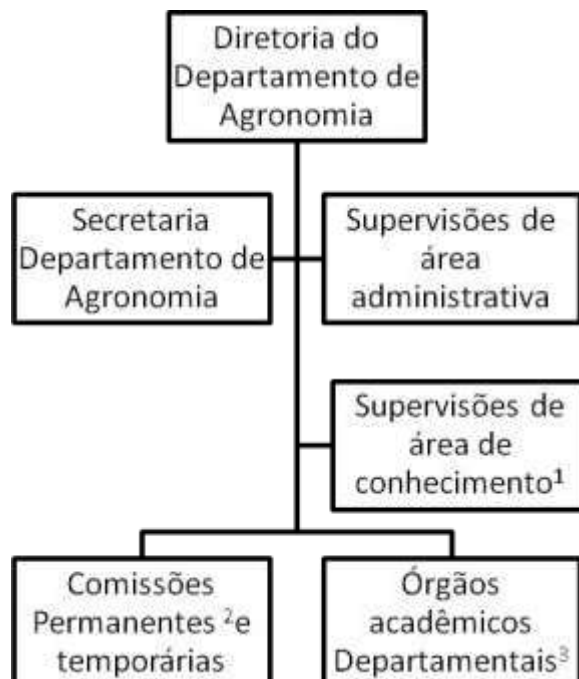 Diretoria do
Departamento de
Agronomia
Secretaria
Departamento de
Agronomia
Supervisões de
área
administrativa
Supervisões de
área de
conhecimento¹
Comissões
Permanentes ²e
temporárias
Órgãos
acadêmicos
Departamentais³